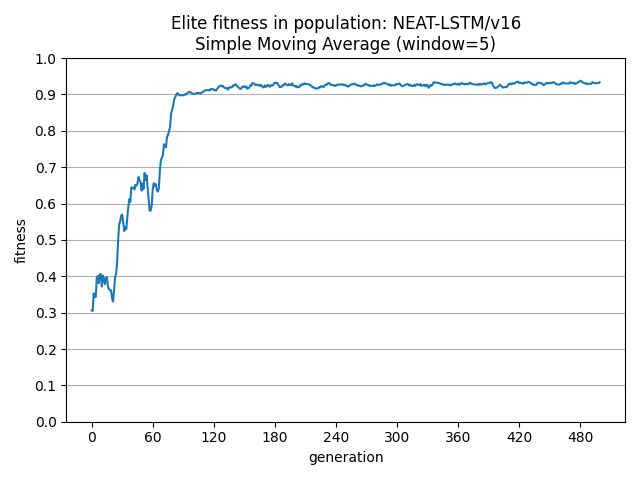 Elite fitness in population: NEAT-LSTM/v16
Simple Moving Average (window=5)
1.0
0.9
0.8
0.7
0.6
0.5
0.4
0.3
0.2
0.1
0.0
fitness
0 60 120 180 240 300 360 420 480
generation